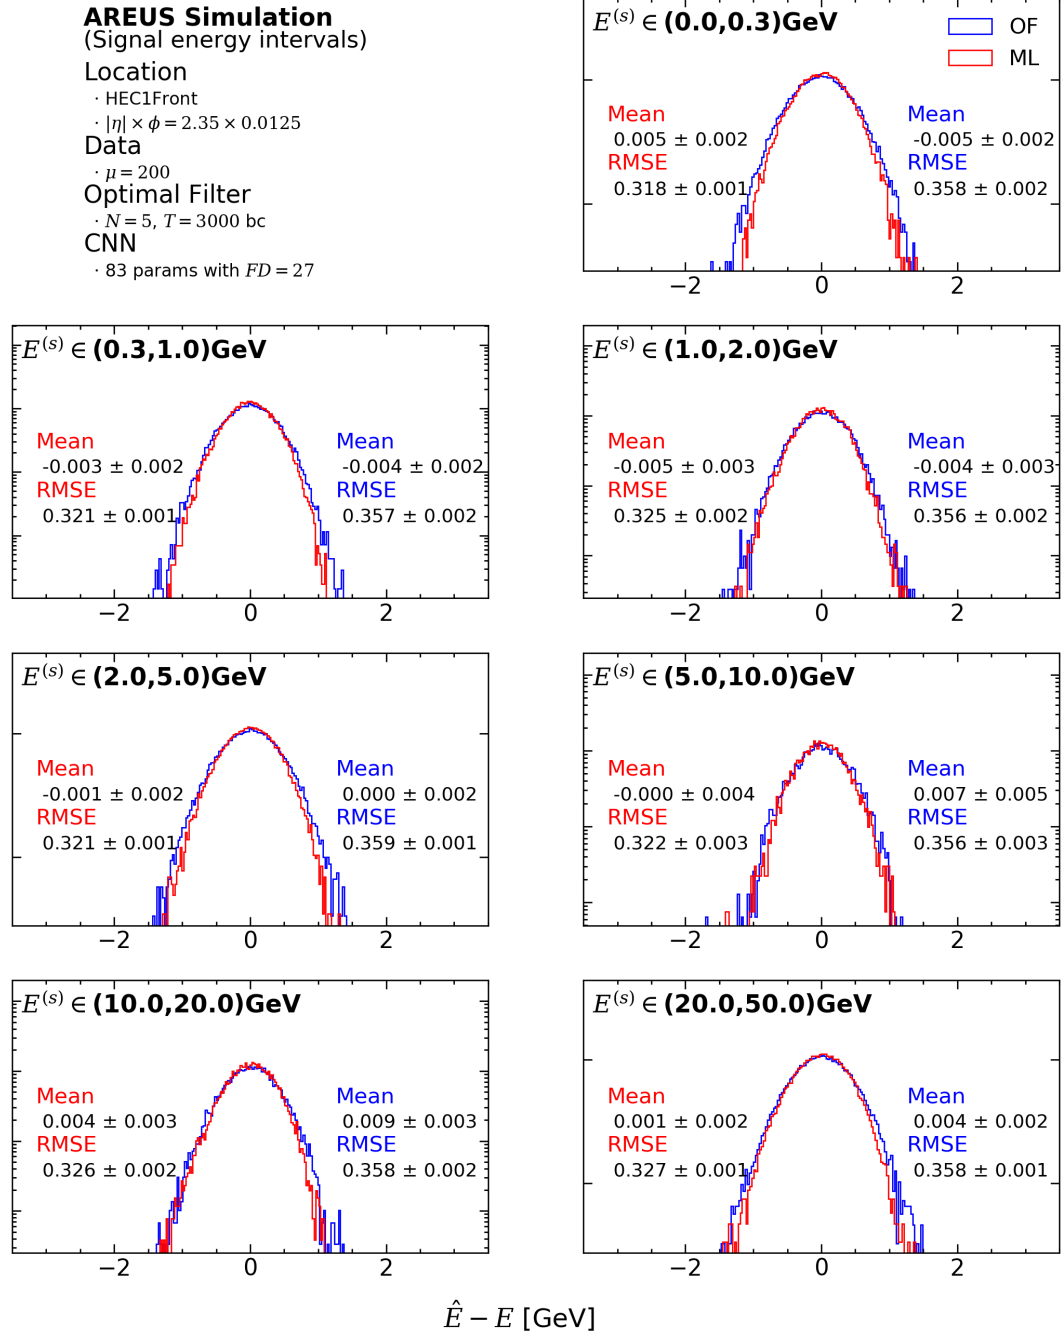 AREUS Simulation
(Signal energy intervals)
Location
· HEC1Front
· |η| × ϕ = 2.35 × 0.0125
Data
· μ = 200
Optimal Filter
· N = 5, T = 3000 bc
CNN
· 83 params with FD = 27
E^(s) ∈ (0.0,0.3)GeV
OF
ML
Mean Mean
0.005 ± 0.002 -0.005 ± 0.002
RMSE RMSE
0.318 ± 0.001 0.358 ± 0.002
−2 0 2
E^(s) ∈ (0.3,1.0)GeV
Mean Mean
-0.003 ± 0.002 -0.004 ± 0.002
RMSE RMSE
0.321 ± 0.001 0.357 ± 0.002
−2 0 2
E^(s) ∈ (1.0,2.0)GeV
Mean Mean
-0.005 ± 0.003 -0.004 ± 0.003
RMSE RMSE
0.325 ± 0.002 0.356 ± 0.002
−2 0 2
E^(s) ∈ (2.0,5.0)GeV
Mean Mean
-0.001 ± 0.002 0.000 ± 0.002
RMSE RMSE
0.321 ± 0.001 0.359 ± 0.001
−2 0 2
E^(s) ∈ (5.0,10.0)GeV
Mean Mean
-0.000 ± 0.004 0.007 ± 0.005
RMSE RMSE
0.322 ± 0.003 0.356 ± 0.003
−2 0 2
E^(s) ∈ (10.0,20.0)GeV
Mean Mean
0.004 ± 0.003 0.009 ± 0.003
RMSE RMSE
0.326 ± 0.002 0.358 ± 0.002
−2 0 2
E^(s) ∈ (20.0,50.0)GeV
Mean Mean
0.001 ± 0.002 0.004 ± 0.002
RMSE RMSE
0.327 ± 0.001 0.358 ± 0.001
−2 0 2
Ê − E [GeV]